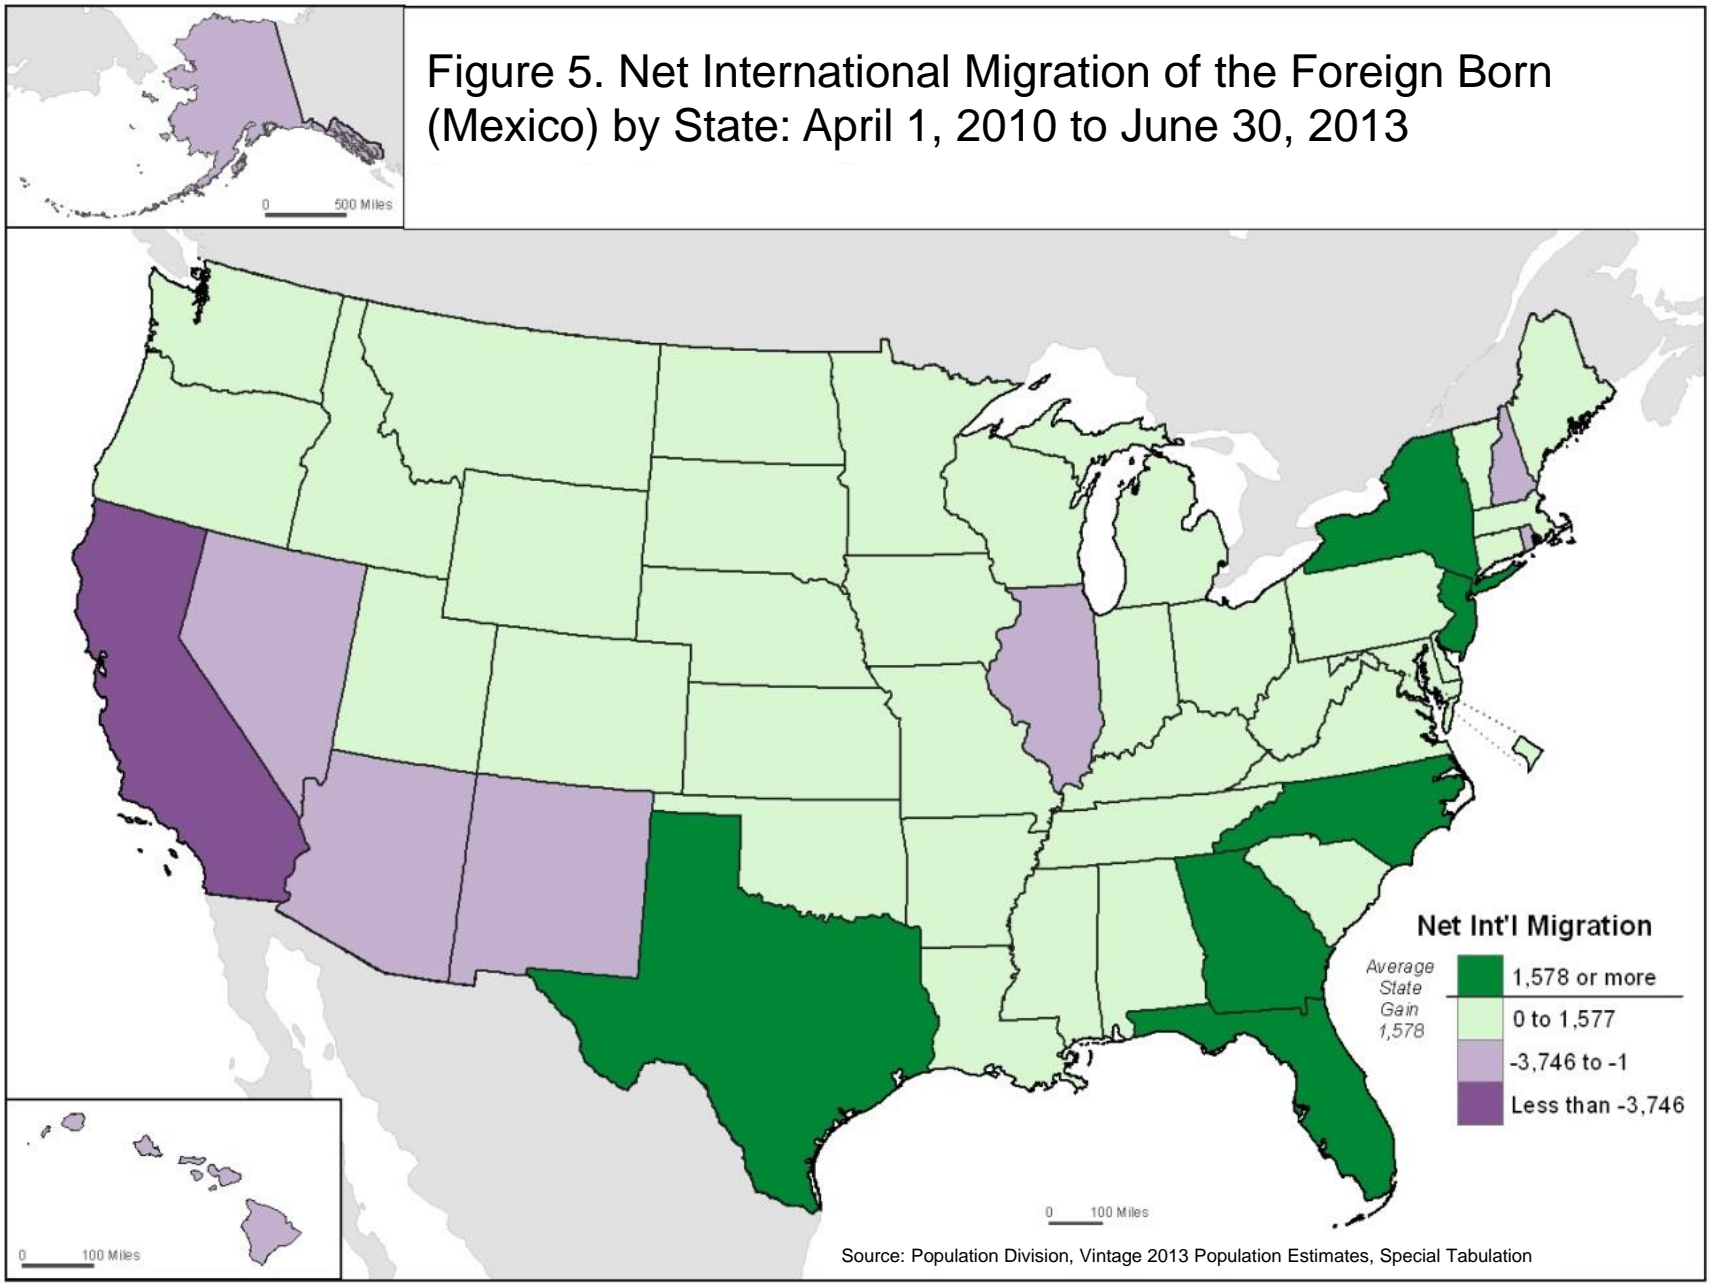 Figure 5. Net International Migration of the Foreign Born
(Mexico) by State: April 1, 2010 to June 30, 2013
0 500 Miles
Net Int'l Migration
Average
State
Gain
1,578
1,578 or more
0 to 1,577
-3,746 to -1
Less than -3,746
0 100 Miles
0 100 Miles
Source: Population Division, Vintage 2013 Population Estimates, Special Tabulation